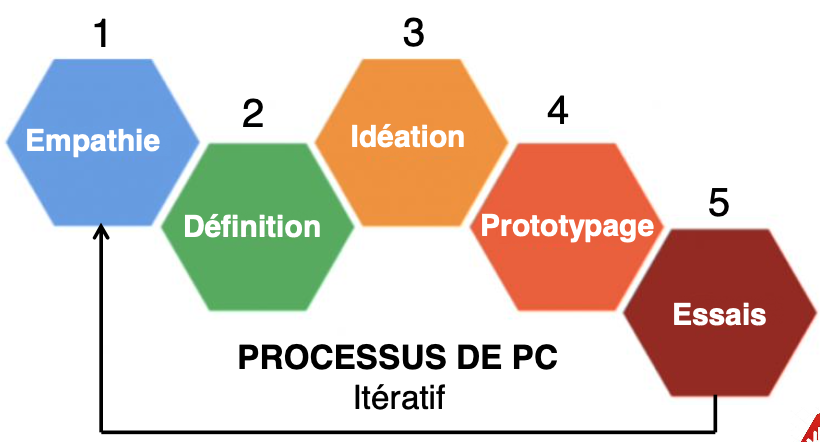 1
Empathie
2
Définition
3
Idéation
4
Prototypage
5
Essais
PROCESSUS DE PC
Itératif